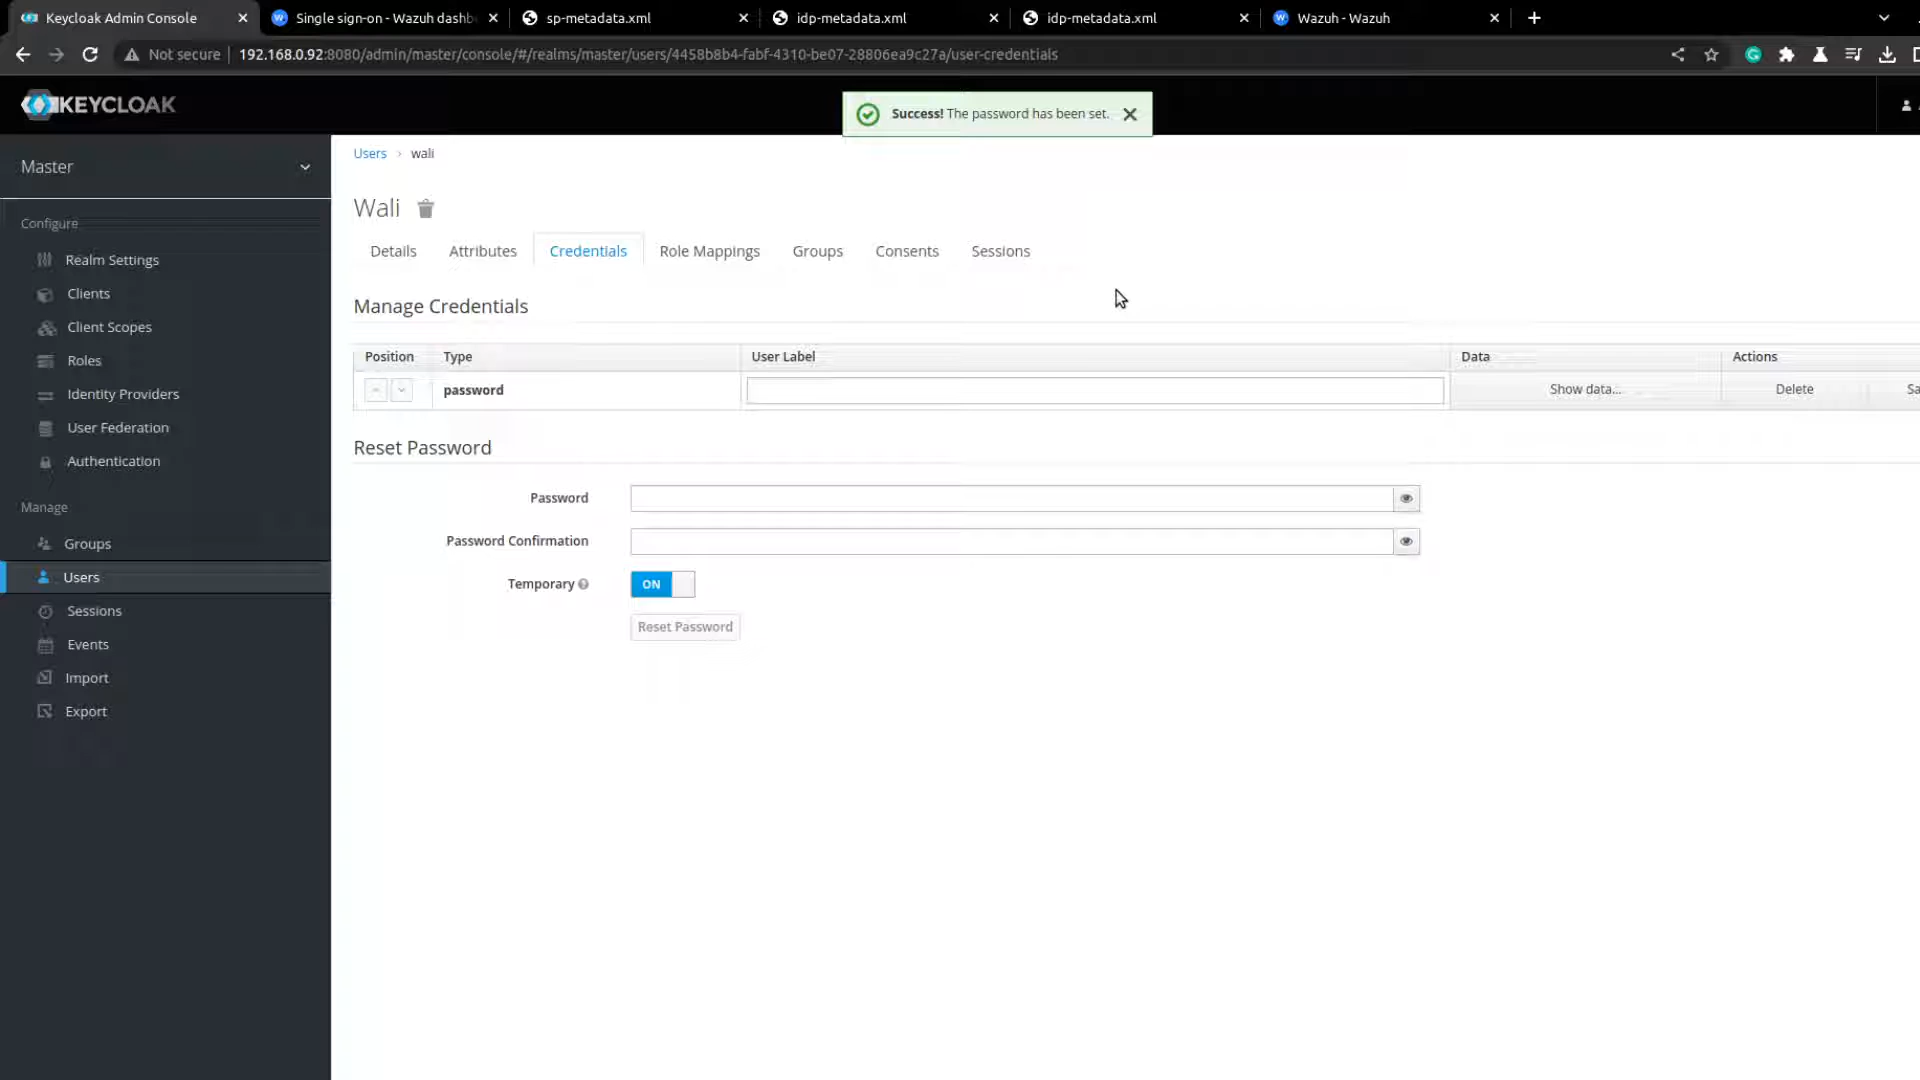 Keycloak Admin Console
Single sign-on - Wazuh dashb
sp-metadata.xml
idp-metadata.xml
idp-metadata.xml
Wazuh - Wazuh
Not secure
192.168.0.92:8080/admin/master/console/#/realms/master/users/4458b8b4-fabf-4310-be07-28806ea9c27a/user-credentials
KEYCLOAK
Success! The password has been set.
Master
Users > wali
Wali
Configure
Details
Attributes
Credentials
Role Mappings
Groups
Consents
Sessions
Realm Settings
Clients
Client Scopes
Roles
Identity Providers
User Federation
Authentication
Manage
Groups
Users
Sessions
Events
Import
Export
Manage Credentials
Position
Type
User Label
Data
Actions
password
Show data...
Delete
Sa
Reset Password
Password
Password Confirmation
Temporary
ON
Reset Password